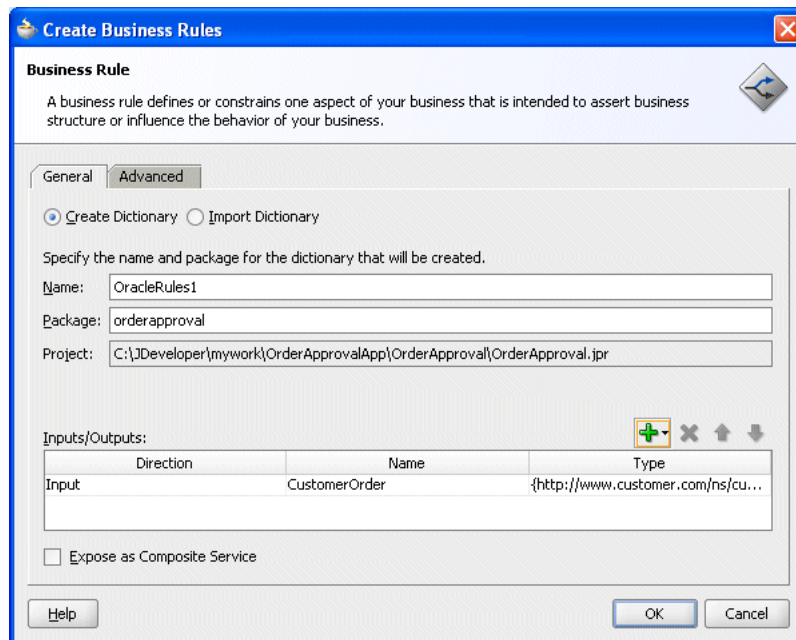 Create Business Rules
Business Rule
A business rule defines or constrains one aspect of your business that is intended to assert business
structure or influence the behavior of your business.
General Advanced
Create Dictionary Import Dictionary
Specify the name and package for the dictionary that will be created.
Name: OracleRules1
Package: orderapproval
Project: C:\JDeveloper\mywork\OrderApprovalApp\OrderApproval\OrderApproval.jpr
Inputs/Outputs:
Direction Name Type
Input CustomerOrder {http://www.customer.com/ns/cu...
Expose as Composite Service
Help OK Cancel